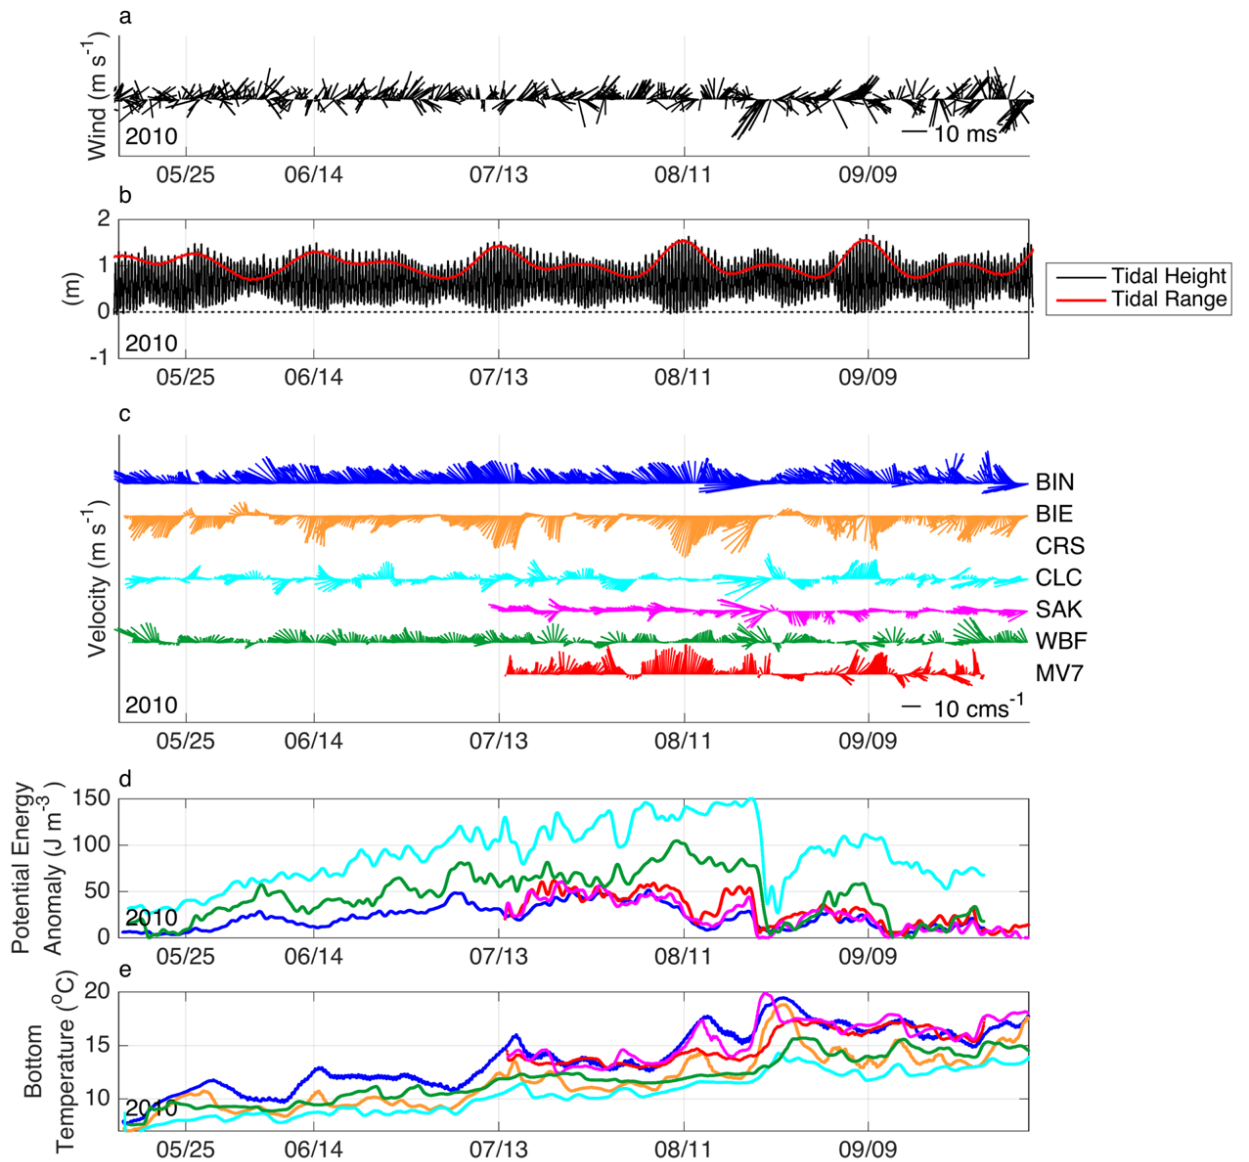 a
Wind (m s-1)
2010
10 ms
05/25 06/14 07/13 08/11 09/09
b
(m)
2
1
0
-1
2010
Tidal Height
Tidal Range
05/25 06/14 07/13 08/11 09/09
c
Velocity (m s-1)
BIN
BIE
CRS
CLC
SAK
WBF
MV7
2010
10 cms-1
05/25 06/14 07/13 08/11 09/09
d
Potential Energy
Anomaly (J m-3)
150
100
50
0
2010
05/25 06/14 07/13 08/11 09/09
e
Bottom
Temperature (oC)
20
15
10
2010
05/25 06/14 07/13 08/11 09/09